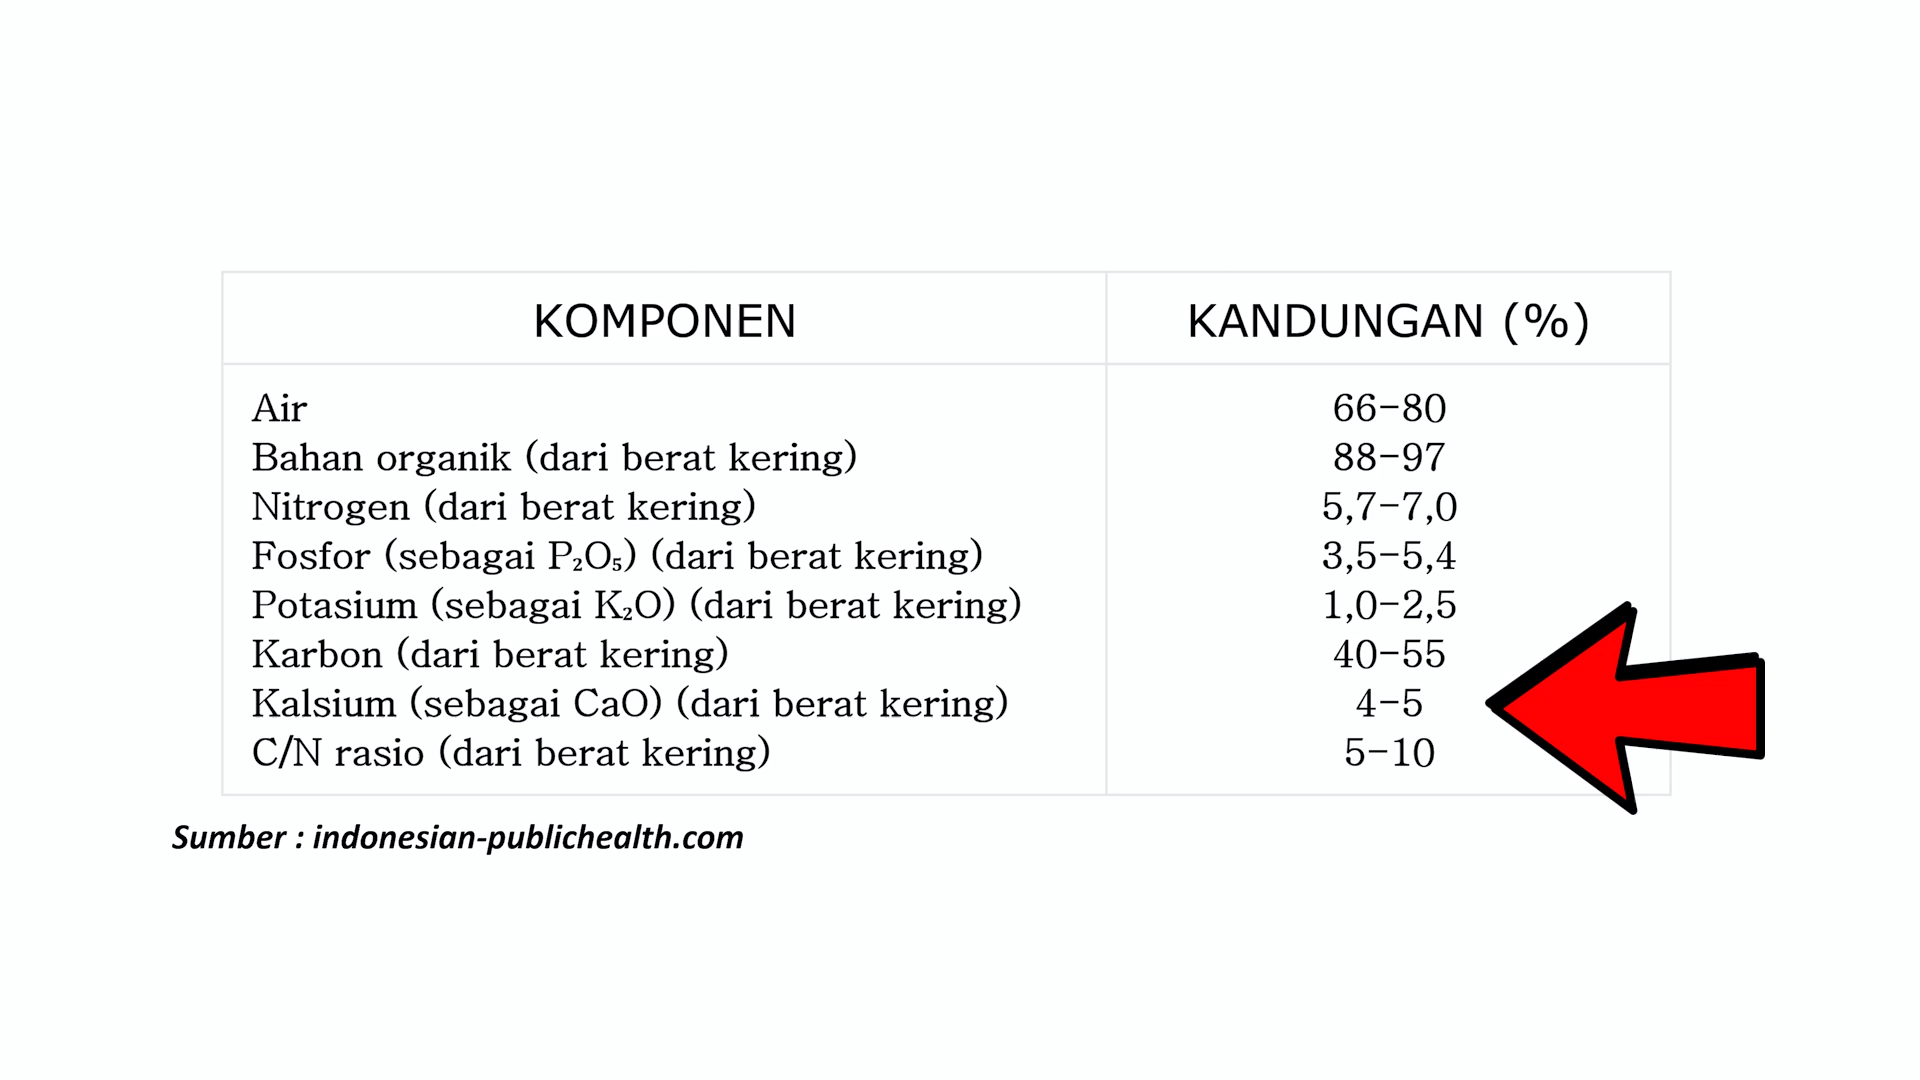 KOMPONEN KANDUNGAN (%)
Air 66-80
Bahan organik (dari berat kering) 88-97
Nitrogen (dari berat kering) 5,7-7,0
Fosfor (sebagai P₂O₅) (dari berat kering) 3,5-5,4
Potasium (sebagai K₂O) (dari berat kering) 1,0-2,5
Karbon (dari berat kering) 40-55
Kalsium (sebagai CaO) (dari berat kering) 4-5
C/N rasio (dari berat kering) 5-10
Sumber : indonesian-publichealth.com